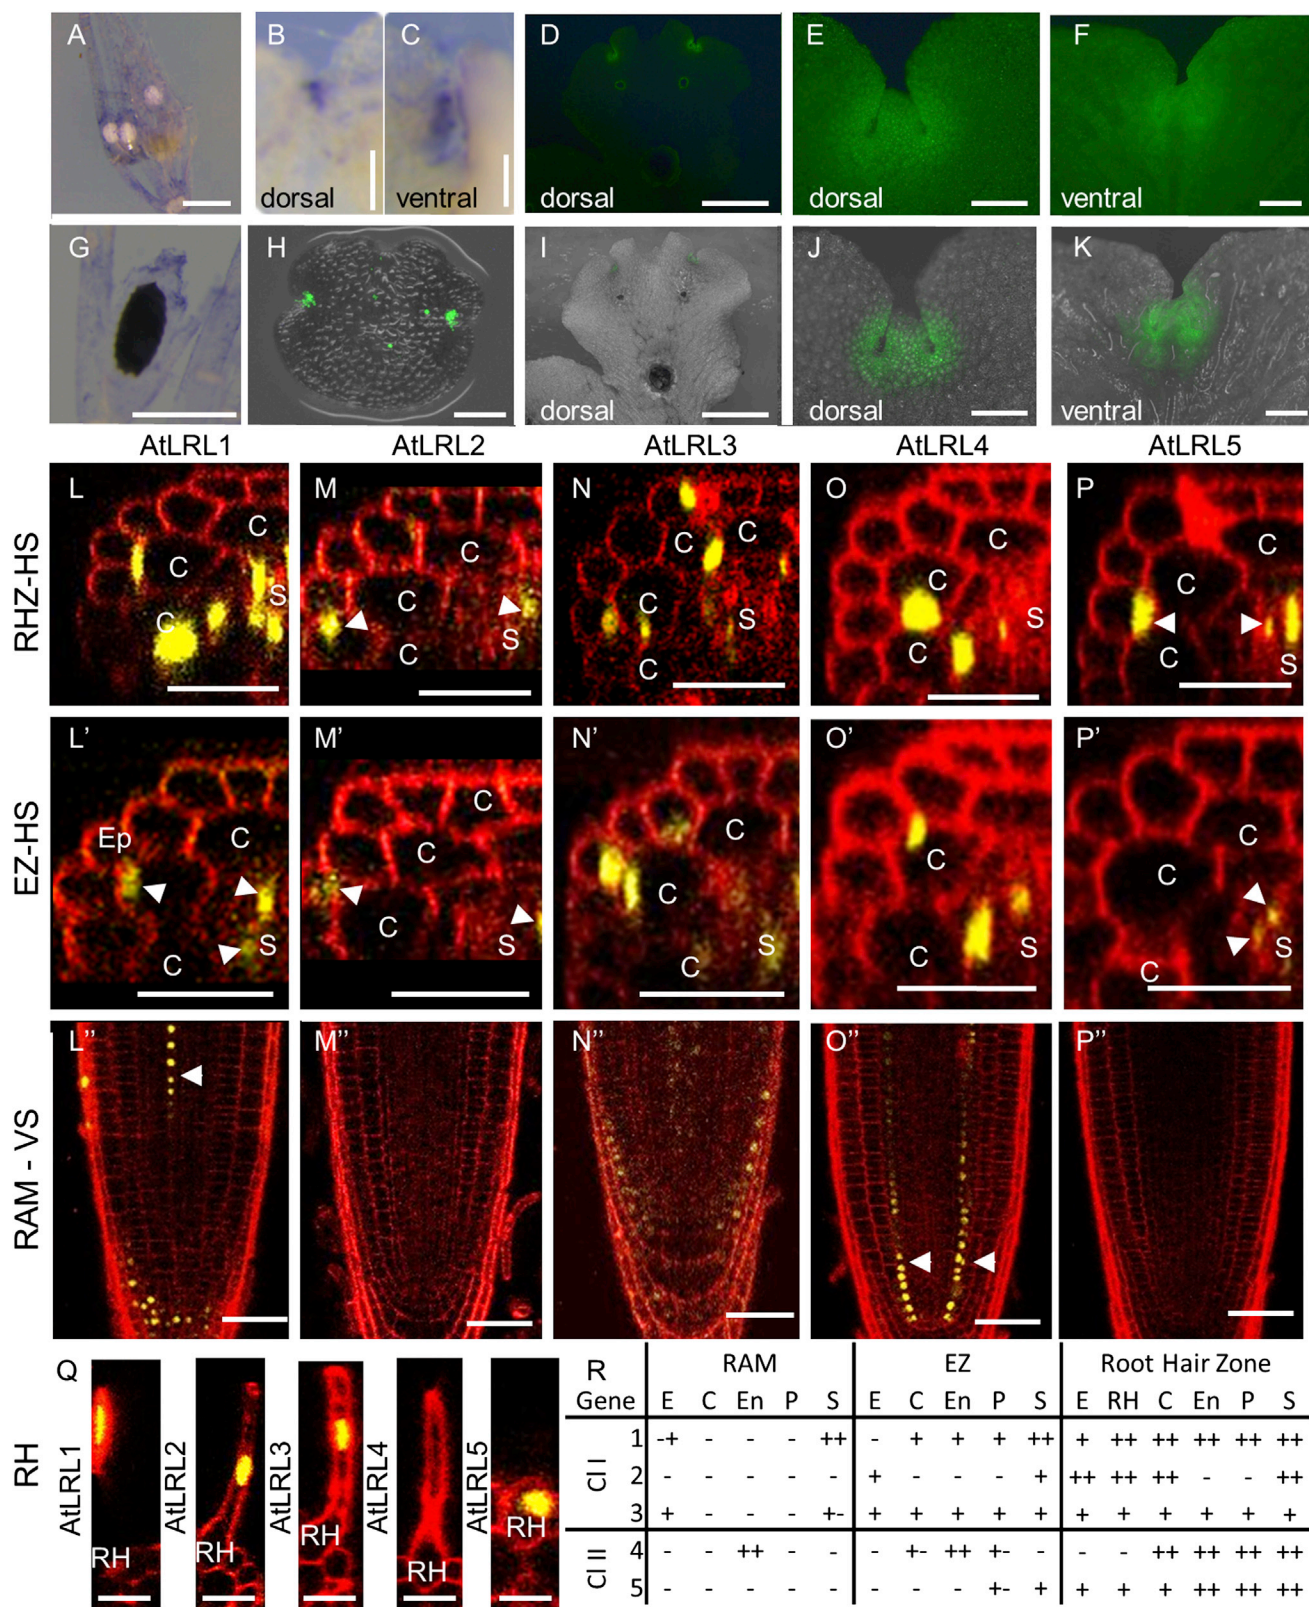 A B C D E F
dorsal ventral dorsal dorsal ventral
G H I J K
dorsal dorsal ventral
AtLRL1 AtLRL2 AtLRL3 AtLRL4 AtLRL5
RHZ-HS
L M N O P
C C C S
C C C S
C C C C S
C C C S
C C C S
EZ-HS
L’ M’ N’ O’ P’
Ep C C S
C C C S
C C C S
C C C S
C C C S
RAM - VS
L’’ M’’ N’’ O’’ P’’
RH
Q
AtLRL1 AtLRL2 AtLRL3 AtLRL4 AtLRL5
RH RH RH RH RH
R RAM EZ Root Hair Zone
Gene E C En P S E C En P S E RH C En P S
Cl I
1 -+ - - - ++ - + + + ++ + ++ ++ ++ ++ ++
2 - - - - - + - - - + ++ ++ ++ - - ++
3 + - - - +- + + + + + + + + + + +
Cl II
4 - - ++ - - - +- ++ +- - - - ++ ++ ++ ++
5 - - - - - - - - +- + + + + ++ ++ ++